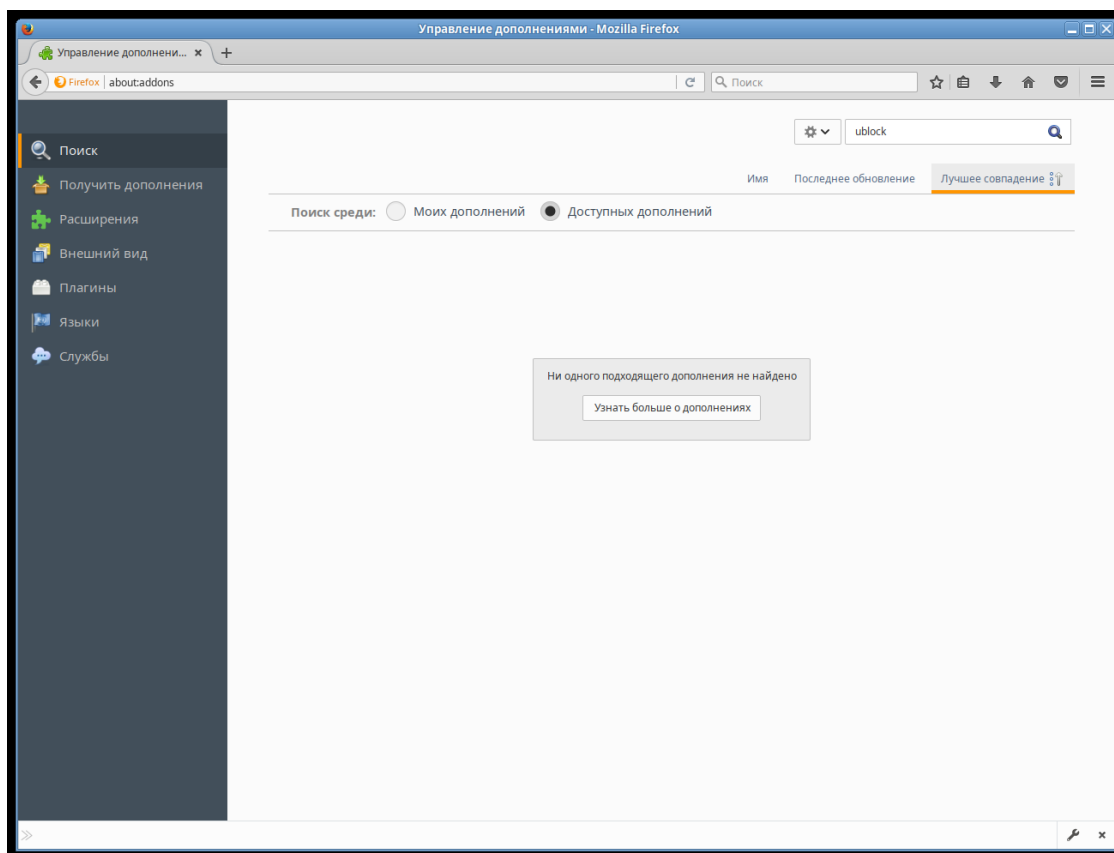 Управление дополнениями - Mozilla Firefox
Управление дополнени...
Firefox about:addons
Поиск
ublock
Имя Последнее обновление Лучшее совпадение
Поиск среди: Моих дополнений Доступных дополнений
Поиск
Получить дополнения
Расширения
Внешний вид
Плагины
Языки
Службы
Ни одного подходящего дополнения не найдено
Узнать больше о дополнениях